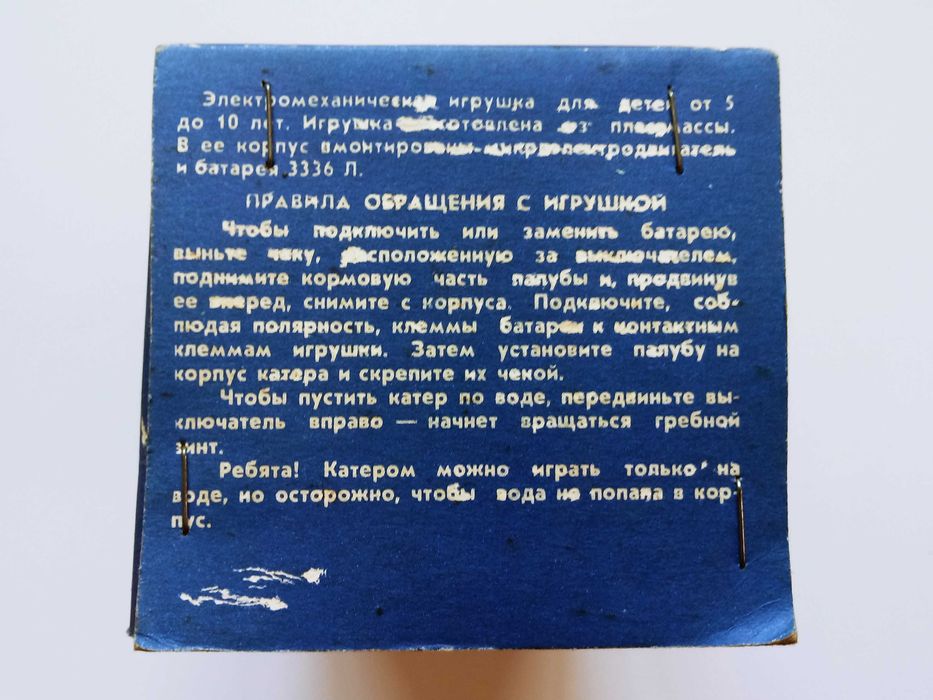 Электромеханическая игрушка для детей от 5
до 10 лет. Игрушка изготовлена из пластмассы.
В ее корпус вмонтированы микроэлектродвигатель
и батарея 3336 Л.
ПРАВИЛА ОБРАЩЕНИЯ С ИГРУШКОЙ
Чтобы подключить или заменить батарею,
выньте чеку, расположенную за выключателем,
поднимите кормовую часть палубы и, продвинув
ее вперед, снимите с корпуса. Подключите, соб-
людая полярность, клеммы батареи к контактным
клеммам игрушки. Затем установите палубу на
корпус катера и скрепите их чекой.
Чтобы пустить катер по воде, передвиньте вы-
ключатель вправо — начнет вращаться гребной
винт.
Ребята! Катером можно играть только на
воде, но осторожно, чтобы вода не попала в кор-
пус.